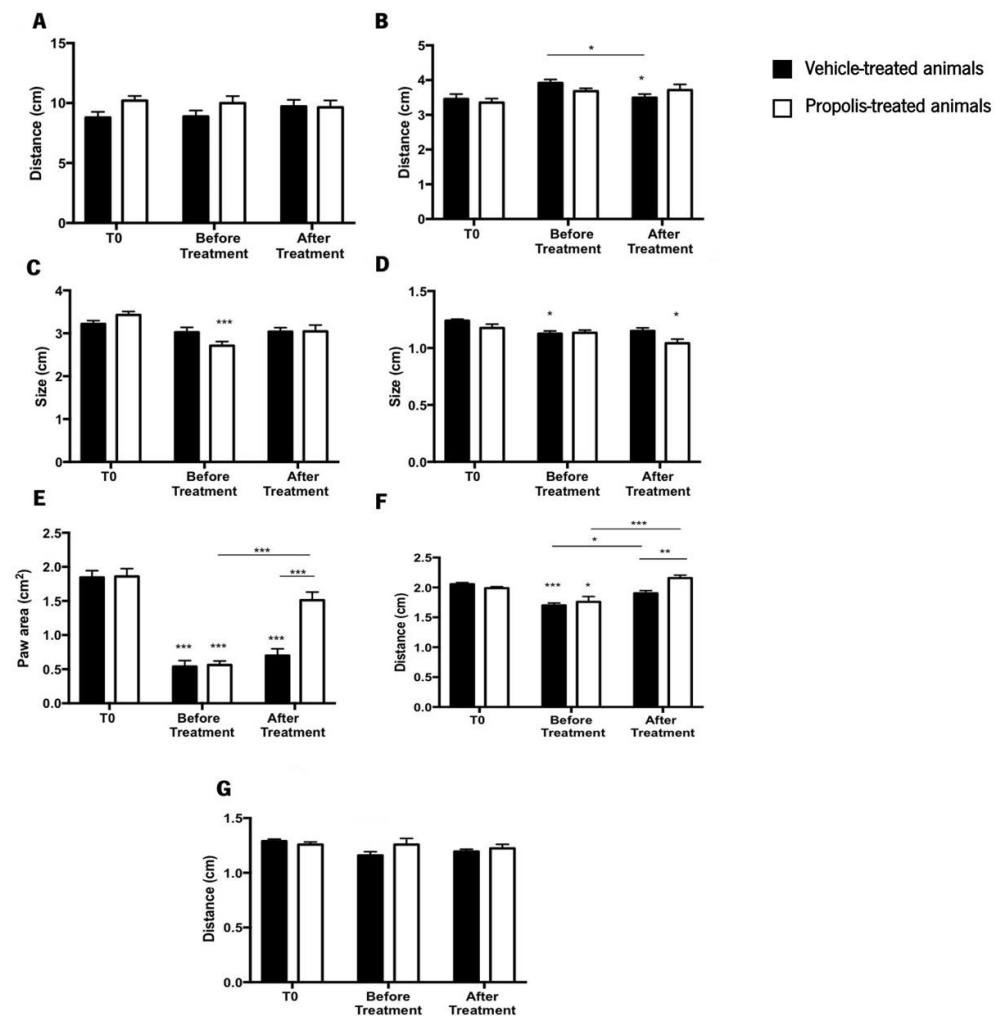 A
15
10
5
0
Distance (cm)
T0
Before
Treatment
After
Treatment
B
5
4
3
2
1
0
Distance (cm)
*
*
T0
Before
Treatment
After
Treatment
Vehicle-treated animals
Propolis-treated animals
C
4
3
2
1
0
Size (cm)
***
T0
Before
Treatment
After
Treatment
D
1.5
1.0
0.5
0.0
Size (cm)
*
*
T0
Before
Treatment
After
Treatment
E
2.5
2.0
1.5
1.0
0.5
0.0
Paw area (cm²)
***
***
***
***
***
T0
Before
Treatment
After
Treatment
F
2.5
2.0
1.5
1.0
0.5
0.0
Distance (cm)
***
*
**
***
*
T0
Before
Treatment
After
Treatment
G
1.5
1.0
0.5
0.0
Distance (cm)
T0
Before
Treatment
After
Treatment